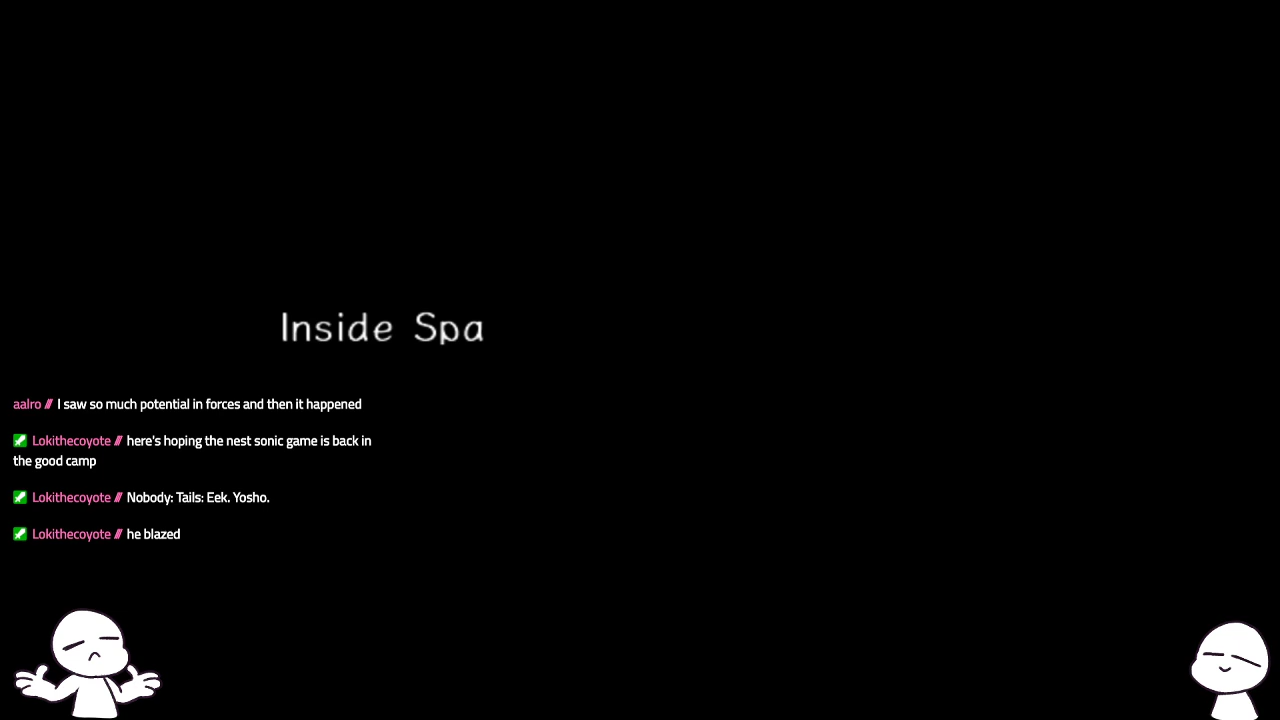 Inside Spa
aalro /// I saw so much potential in forces and then it happened
Lokithecoyote /// here's hoping the nest sonic game is back in
the good camp
Lokithecoyote /// Nobody: Tails: Eek. Yosho.
Lokithecoyote /// he blazed